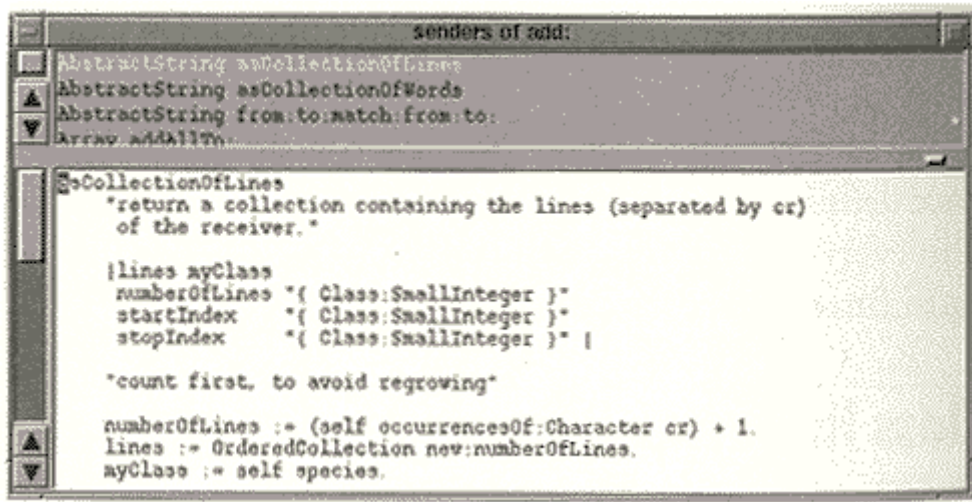 senders of add:
AbstractString asCollectionOfLines
AbstractString asCollectionOfWords
AbstractString from:to:match:from:to:
Array addAllTo:
asCollectionOfLines
"return a collection containing the lines (separated by cr)
of the receiver."
|lines myClass
numberOfLines "{ Class:SmallInteger }"
startIndex "{ Class:SmallInteger }"
stopIndex "{ Class:SmallInteger }" |
"count first, to avoid regrowing"
numberOfLines := (self occurrencesOf:Character cr) + 1.
lines := OrderedCollection new:numberOfLines.
myClass := self species.